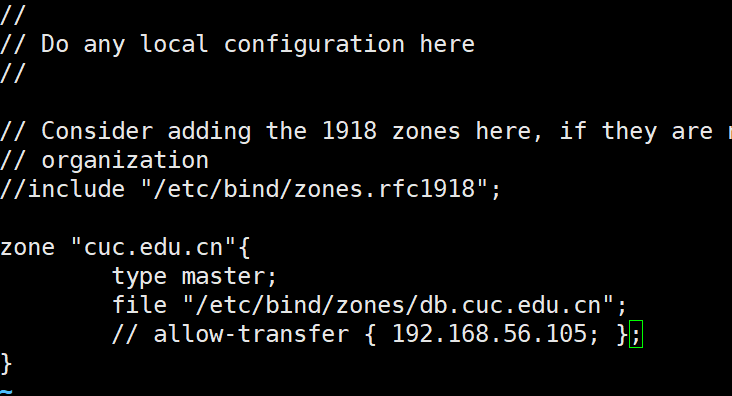 //
// Do any local configuration here
//
// Consider adding the 1918 zones here, if they are
// organization
//include "/etc/bind/zones.rfc1918";
zone "cuc.edu.cn"{
type master;
file "/etc/bind/zones/db.cuc.edu.cn";
// allow-transfer { 192.168.56.105; };
}
~